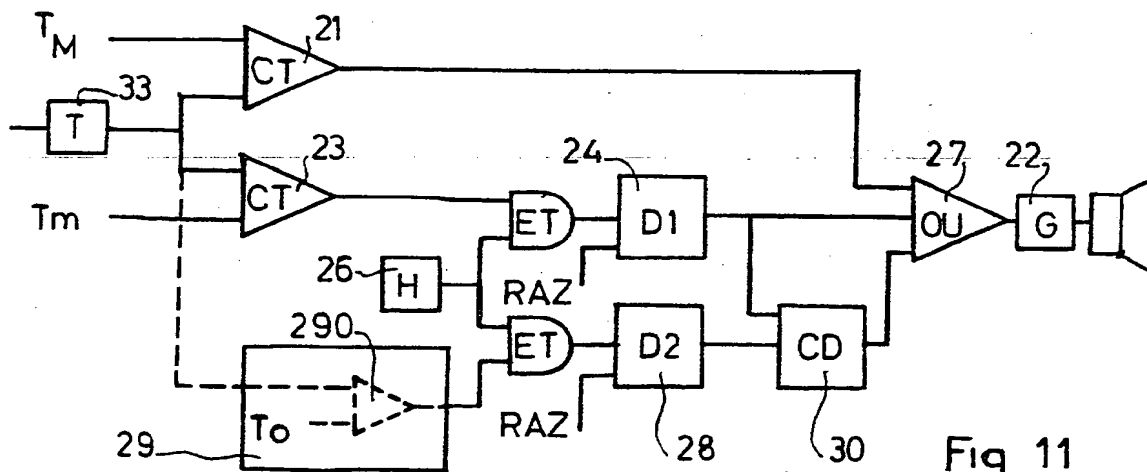 T_M
21
CT
33
T
23
CT
Tm
24
27
22
ET
D1
OU
G
26
H
RAZ
290
ET
D2
CD
To
RAZ
29
28
30
Fig 11